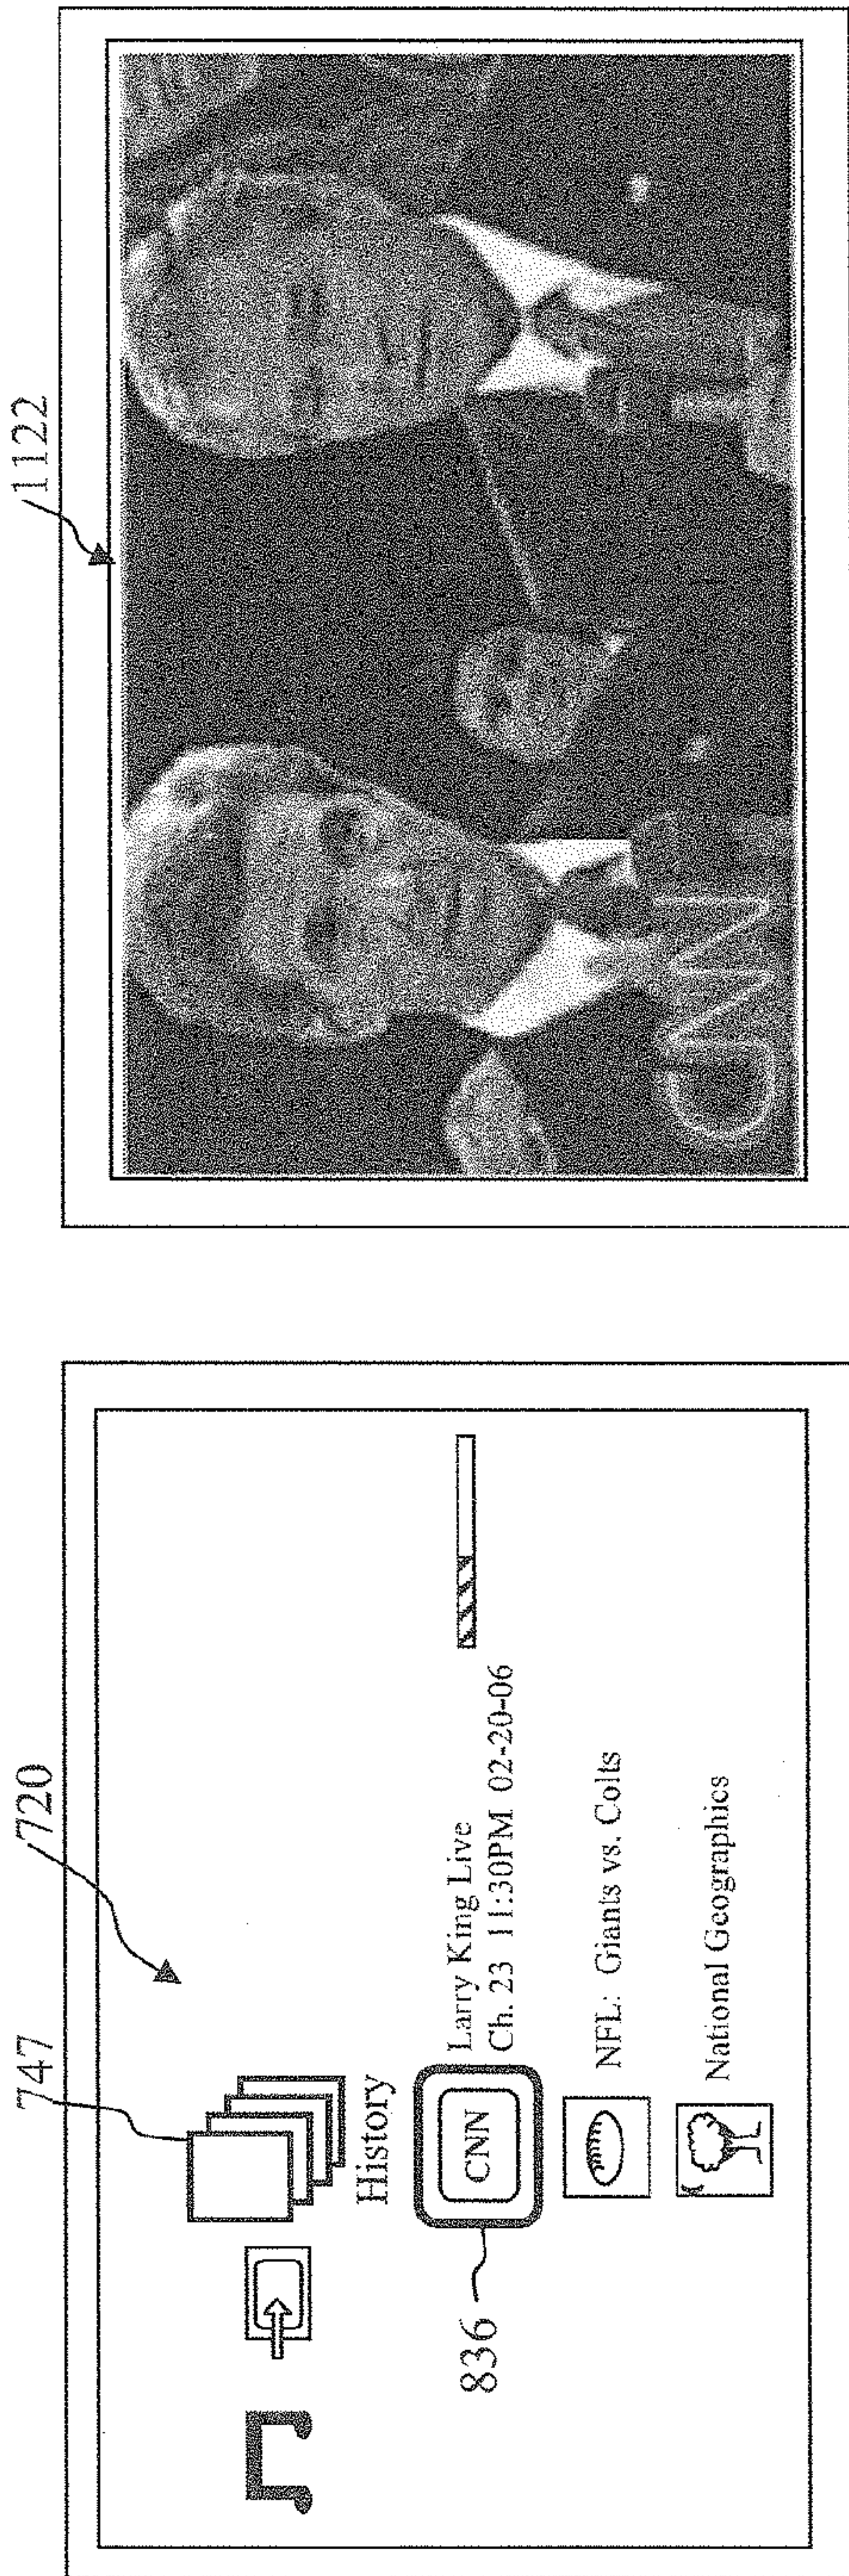 747
720
History
CNN
Larry King Live
Ch. 23 11:30PM 02-20-06
836
NFL: Giants vs. Colts
National Geographics
1122
CNN